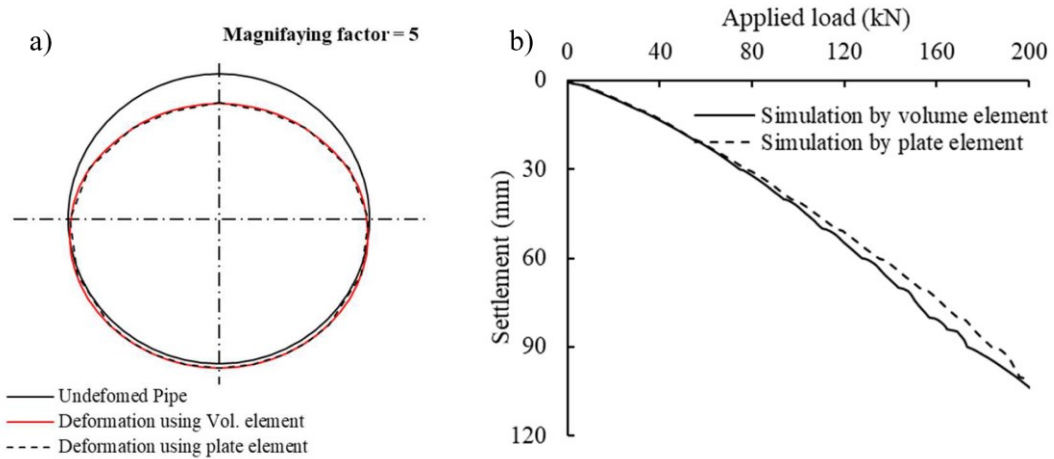 a)
Magnifaying factor = 5
Undefomed Pipe
Deformation using Vol. element
Deformation using plate element
b)
Applied load (kN)
0 40 80 120 160 200
Settlement (mm)
0
30
60
90
120
Simulation by volume element
Simulation by plate element